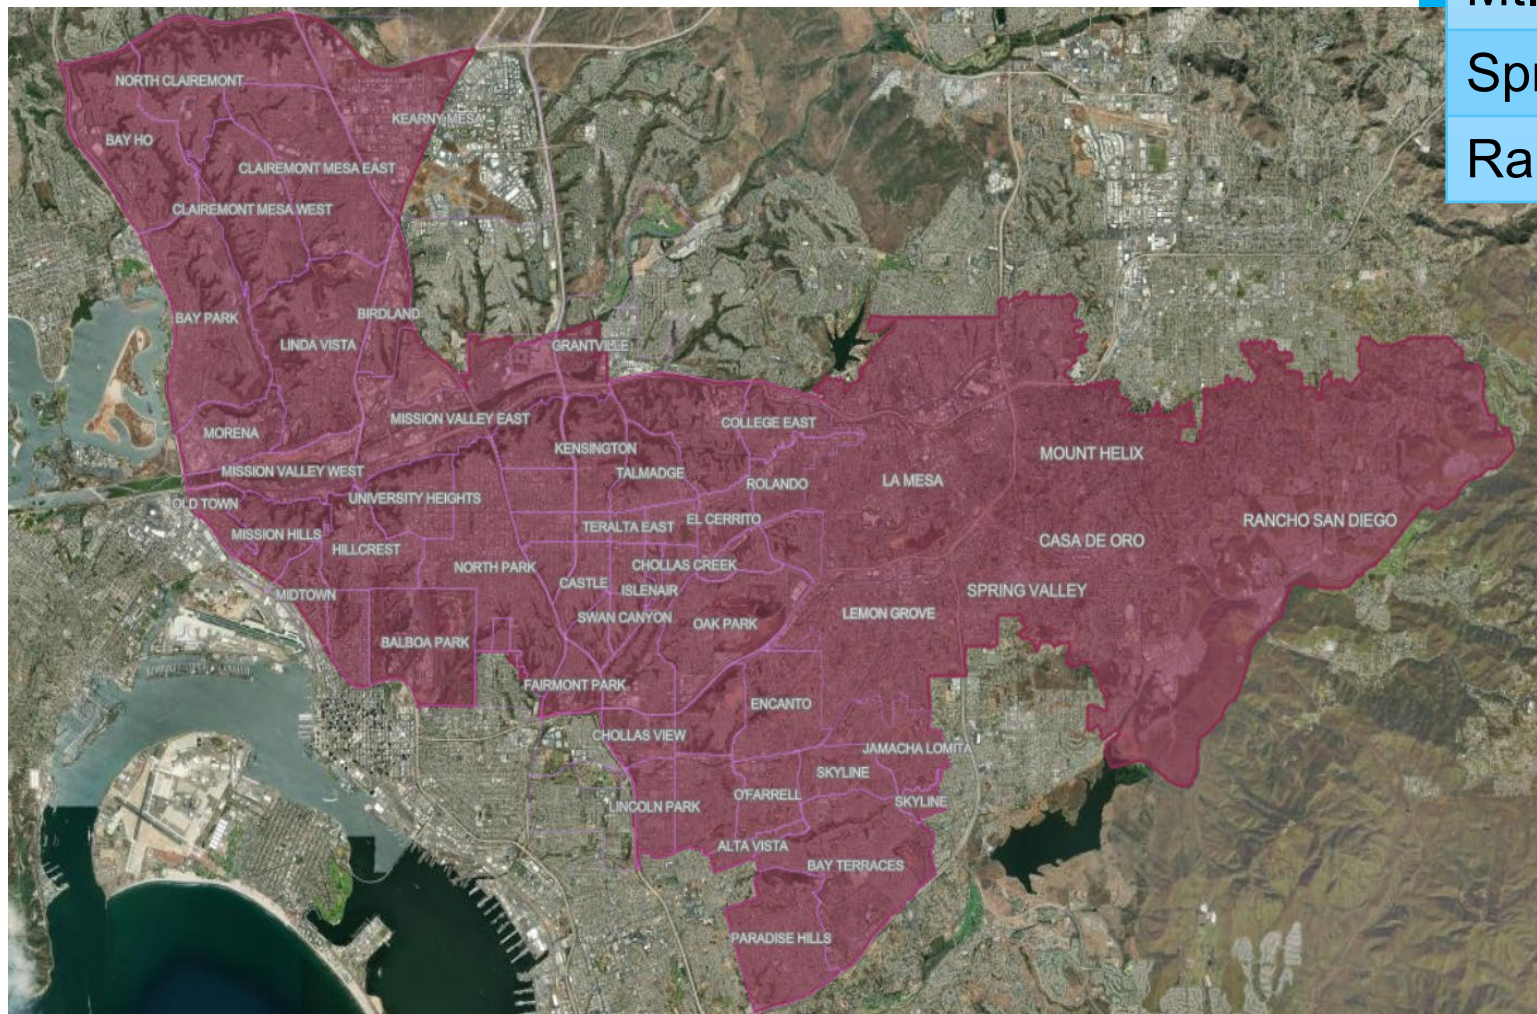 Spr
Ra
NORTH CLAIREMONT
KEARNY MESA
BAY HO
CLAIREMONT MESA EAST
CLAIREMONT MESA WEST
BAY PARK
BIRDLAND
LINDA VISTA
GRANTVILLE
MISSION VALLEY EAST
COLLEGE EAST
MORENA
KENSINGTON
MOUNT HELIX
MISSION VALLEY WEST
TALMADGE
LA MESA
ROLANDO
OLD TOWN
UNIVERSITY HEIGHTS
EL CERRITO
RANCHO SAN DIEGO
TERALTA EAST
MISSION HILLS
CASA DE ORO
HILLCREST
NORTH PARK
CHOLLAS CREEK
CASTLE
ISLENAIR
SPRING VALLEY
MIDTOWN
SWAN CANYON
LEMON GROVE
OAK PARK
BALBOA PARK
FAIRMONT PARK
ENCANTO
CHOLLAS VIEW
JAMACHA LOMITA
SKYLINE
O'FARRELL
SKYLINE
LINCOLN PARK
ALTA VISTA
BAY TERRACES
PARADISE HILLS